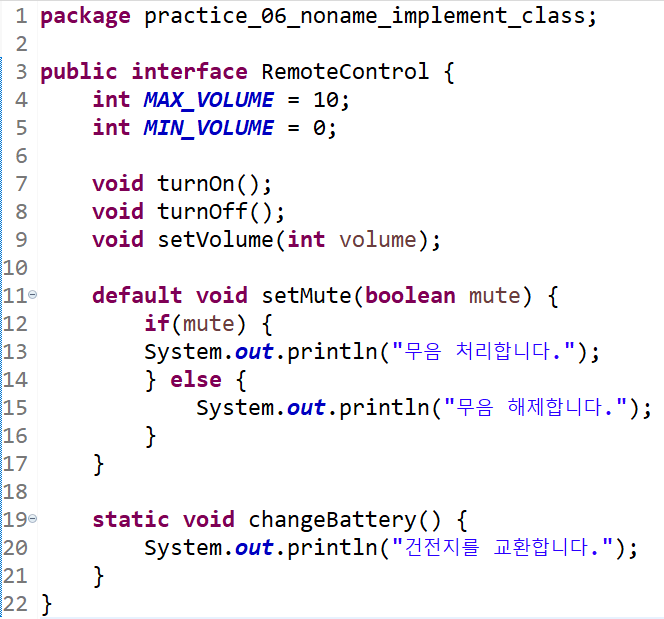 1 package practice_06_noname_implement_class;
2
3 public interface RemoteControl {
4     int MAX_VOLUME = 10;
5     int MIN_VOLUME = 0;
6
7     void turnOn();
8     void turnOff();
9     void setVolume(int volume);
10
11     default void setMute(boolean mute) {
12         if(mute) {
13         System.out.println("무음 처리합니다.");
14         } else {
15             System.out.println("무음 해제합니다.");
16         }
17     }
18
19     static void changeBattery() {
20         System.out.println("건전지를 교환합니다.");
21     }
22 }